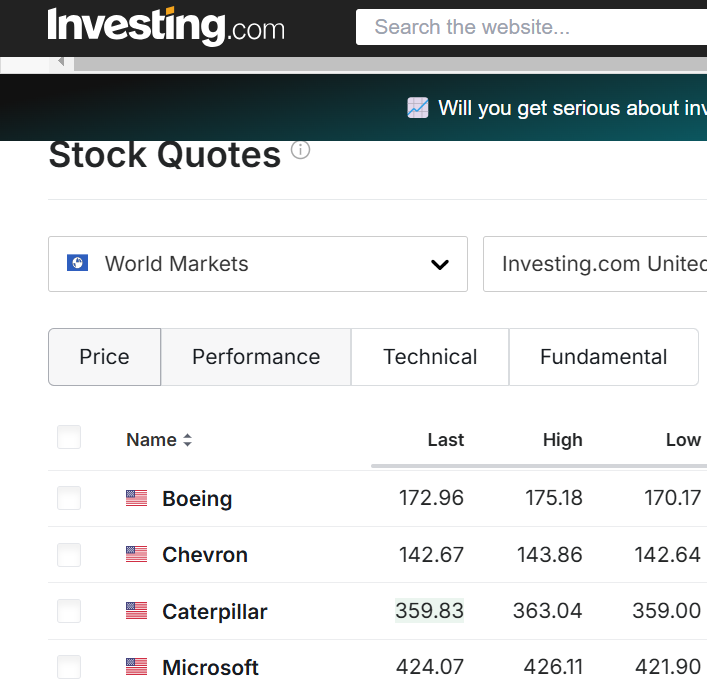 Investing.com
Search the website...
Will you get serious about inv
Stock Quotes
World Markets
Investing.com United
Price Performance Technical Fundamental
Name Last High Low
Boeing 172.96 175.18 170.17
Chevron 142.67 143.86 142.64
Caterpillar 359.83 363.04 359.00
Microsoft 424.07 426.11 421.90